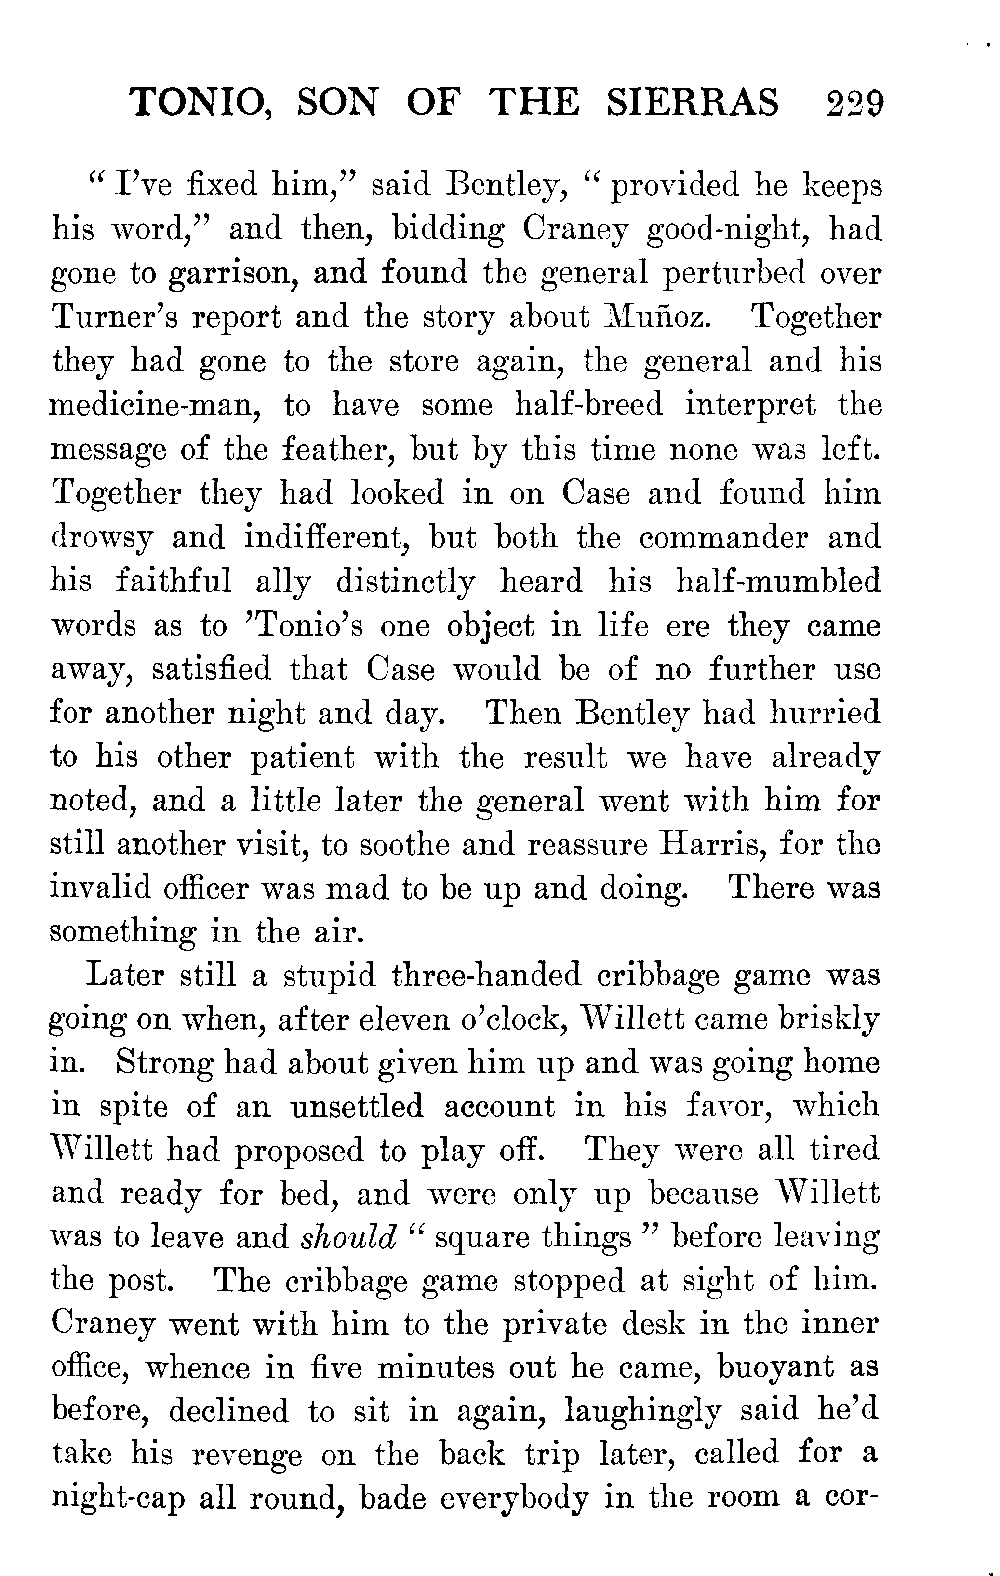 TONIO, SON OF THE SIERRAS 229
“ I’ve fixed him,” said Bentley, “ provided he keeps
his word,” and then, bidding Craney good-night, had
gone to garrison, and found the general perturbed over
Turner’s report and the story about Muñoz. Together
they had gone to the store again, the general and his
medicine-man, to have some half-breed interpret the
message of the feather, but by this time none was left.
Together they had looked in on Case and found him
drowsy and indifferent, but both the commander and
his faithful ally distinctly heard his half-mumbled
words as to ’Tonio’s one object in life ere they came
away, satisfied that Case would be of no further use
for another night and day. Then Bentley had hurried
to his other patient with the result we have already
noted, and a little later the general went with him for
still another visit, to soothe and reassure Harris, for the
invalid officer was mad to be up and doing. There was
something in the air.
Later still a stupid three-handed cribbage game was
going on when, after eleven o’clock, Willett came briskly
in. Strong had about given him up and was going home
in spite of an unsettled account in his favor, which
Willett had proposed to play off. They were all tired
and ready for bed, and were only up because Willett
was to leave and should “ square things ” before leaving
the post. The cribbage game stopped at sight of him.
Craney went with him to the private desk in the inner
office, whence in five minutes out he came, buoyant as
before, declined to sit in again, laughingly said he’d
take his revenge on the back trip later, called for a
night-cap all round, bade everybody in the room a cor-